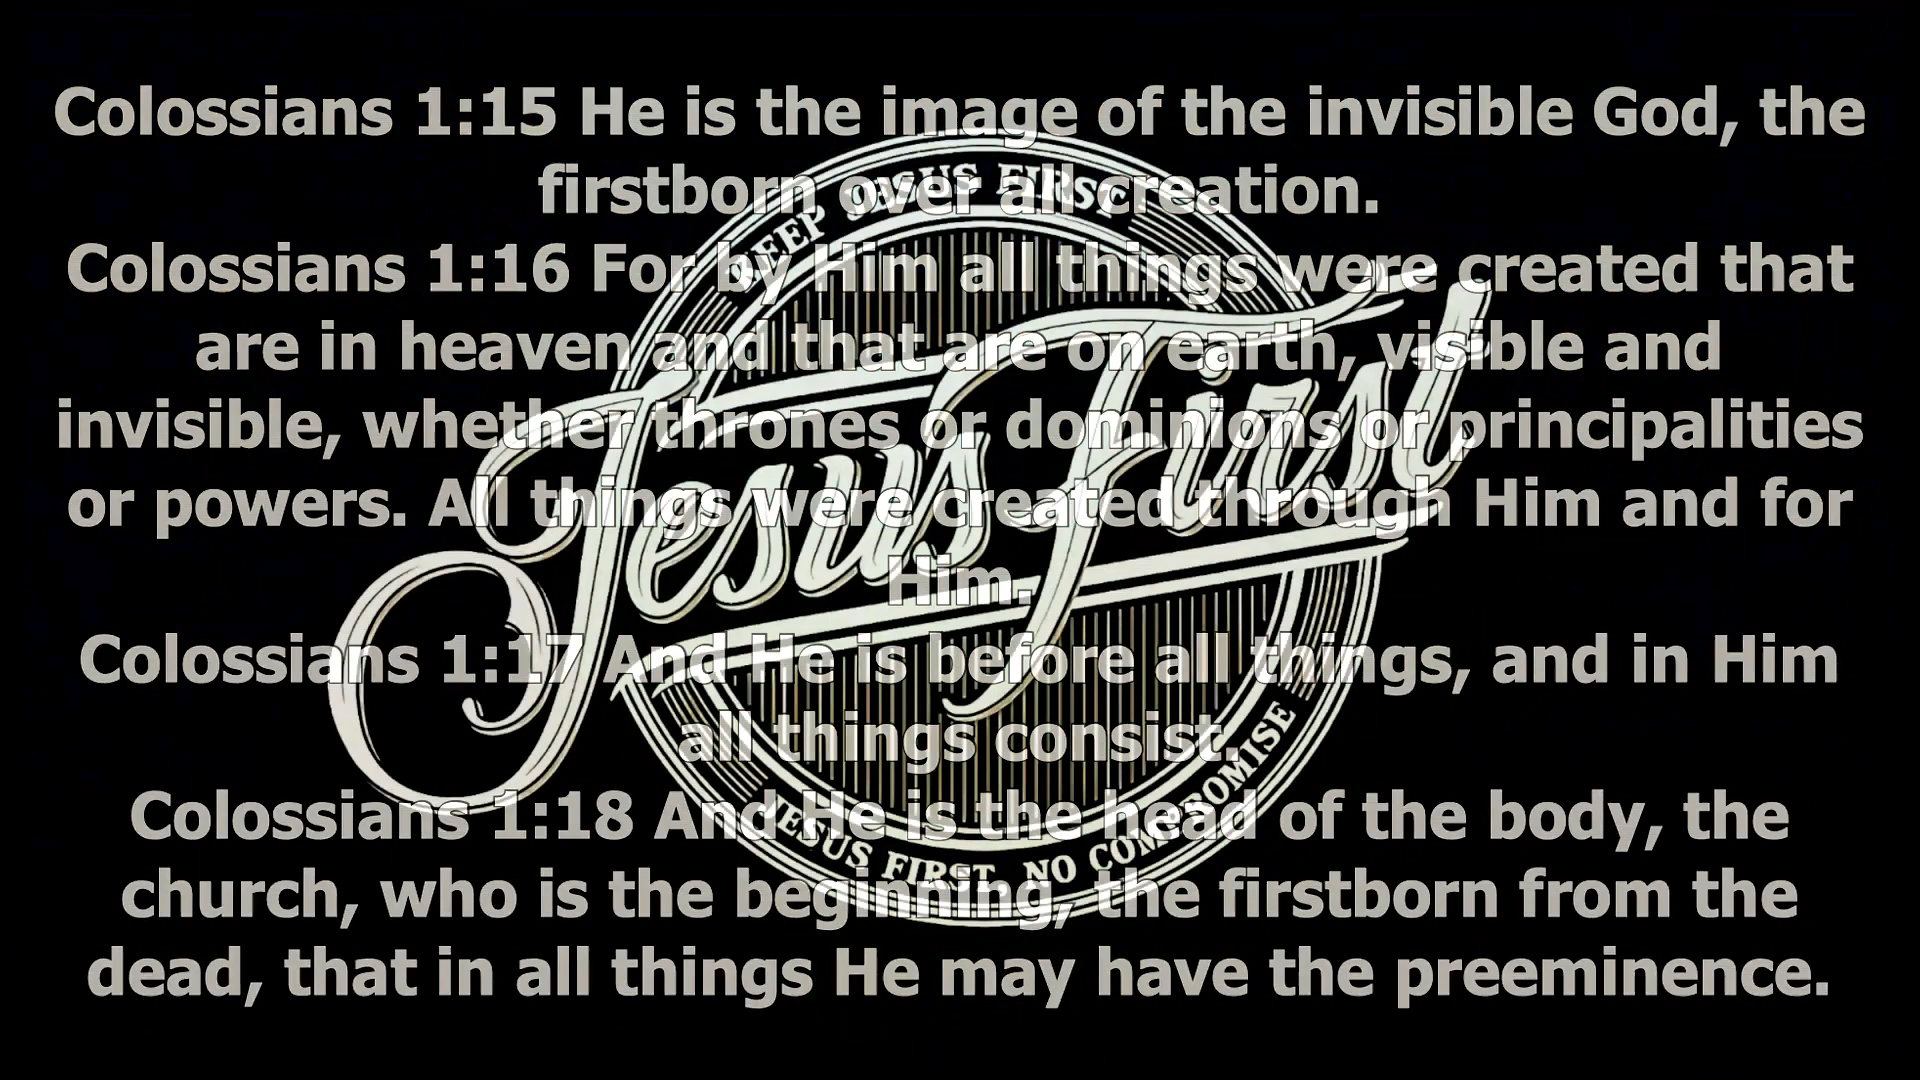 Colossians 1:15 He is the image of the invisible God, the
firstborn over all creation.
Colossians 1:16 For by Him all things were created that
are in heaven and that are on earth, visible and
invisible, whether thrones or dominions or principalities
or powers. All things were created through Him and for
Him.
Colossians 1:17 And He is before all things, and in Him
all things consist.
Colossians 1:18 And He is the head of the body, the
church, who is the beginning, the firstborn from the
dead, that in all things He may have the preeminence.
KEEP JESUS FIRST
Jesus First
JESUS FIRST, NO COMPROMISE